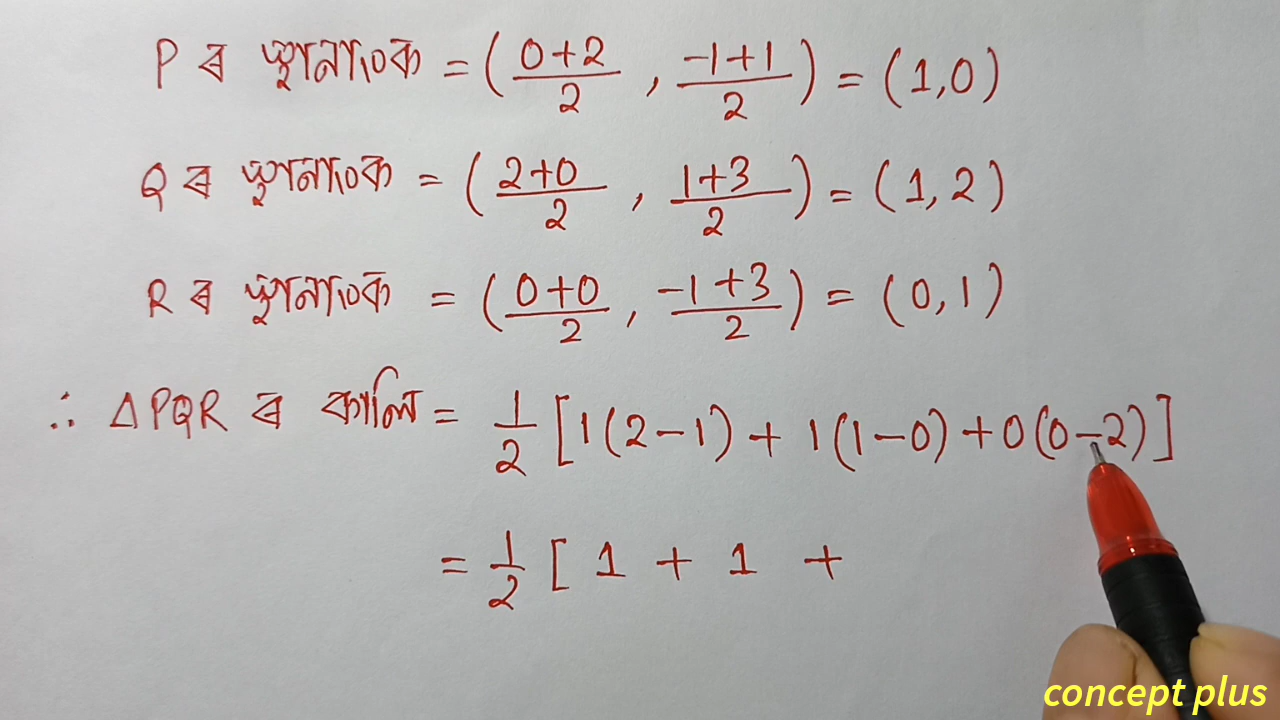 P ৰ স্থানাংক = (0+2/2, -1+1/2) = (1,0)
Q ৰ স্থানাংক = (2+0/2, 1+3/2) = (1,2)
R ৰ স্থানাংক = (0+0/2, -1+3/2) = (0,1)
∴ ΔPQR ৰ কালি = 1/2 [1(2-1) + 1(1-0) + 0(0-2)]
= 1/2 [1 + 1 +
concept plus